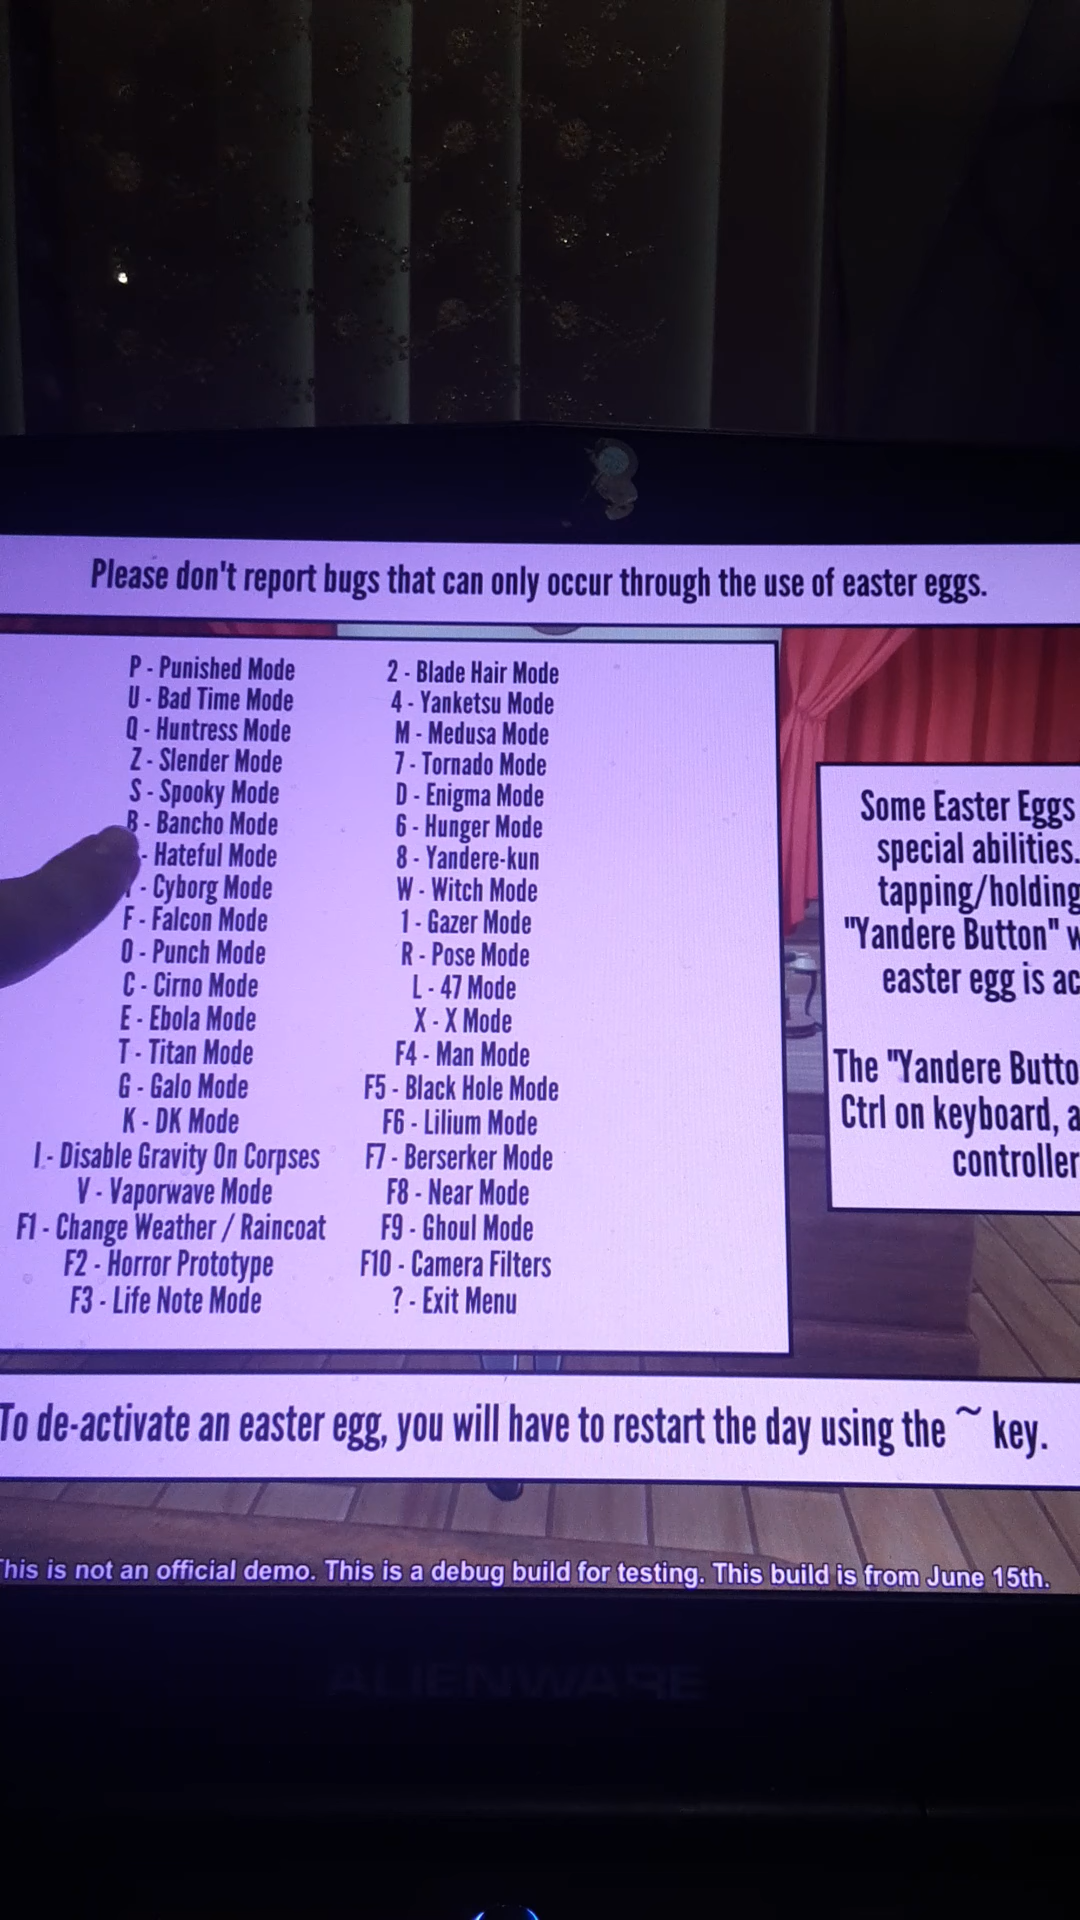 Please don't report bugs that can only occur through the use of easter eggs.
P - Punished Mode
U - Bad Time Mode
Q - Huntress Mode
Z - Slender Mode
S - Spooky Mode
B - Bancho Mode
- Hateful Mode
- Cyborg Mode
F - Falcon Mode
O - Punch Mode
C - Cirno Mode
E - Ebola Mode
T - Titan Mode
G - Galo Mode
K - DK Mode
I - Disable Gravity On Corpses
V - Vaporwave Mode
F1 - Change Weather / Raincoat
F2 - Horror Prototype
F3 - Life Note Mode
2 - Blade Hair Mode
4 - Yanketsu Mode
M - Medusa Mode
7 - Tornado Mode
D - Enigma Mode
6 - Hunger Mode
8 - Yandere-kun
W - Witch Mode
1 - Gazer Mode
R - Pose Mode
L - 47 Mode
X - X Mode
F4 - Man Mode
F5 - Black Hole Mode
F6 - Lilium Mode
F7 - Berserker Mode
F8 - Near Mode
F9 - Ghoul Mode
F10 - Camera Filters
? - Exit Menu
Some Easter Eggs
special abilities.
tapping/holding
"Yandere Button"
easter egg is
The "Yandere
Ctrl on keyboard,
controller
To de-activate an easter egg, you will have to restart the day using the ~ key.
This is not an official demo. This is a debug build for testing. This build is from June 15th.
ALIENWARE